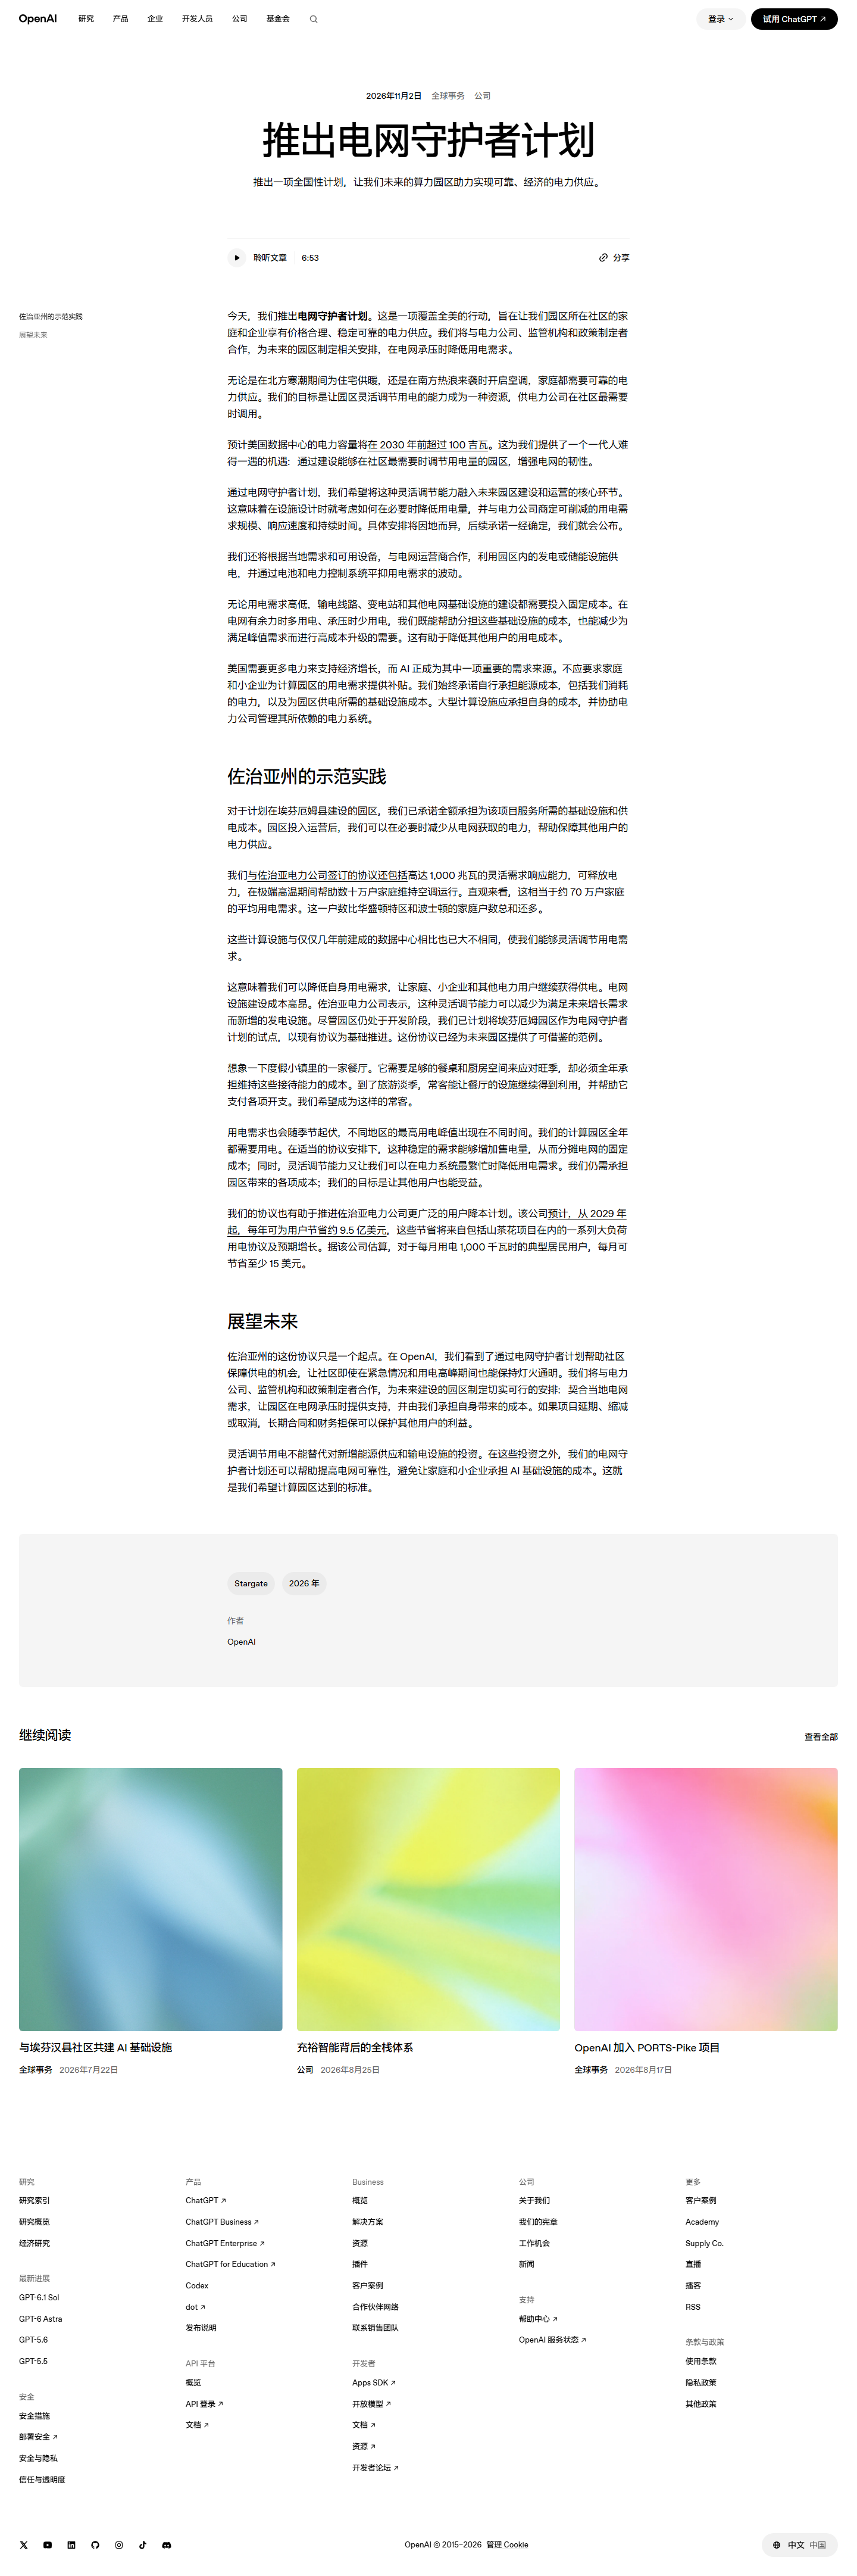 OpenAI 研究 产品 企业 开发人员 公司 基金会 登录 试用 ChatGPT ↗
2026年11月2日 全球事务 公司
推出电网守护者计划
推出一项全国性计划，让我们未来的算力园区助力实现可靠、经济的电力供应。
聆听文章 6:53 分享
佐治亚州的示范实践
展望未来
今天，我们推出电网守护者计划。这是一项覆盖全美的行动，旨在让我们园区所在社区的家
庭和企业享有价格合理、稳定可靠的电力供应。我们将与电力公司、监管机构和政策制定者
合作，为未来的园区制定相关安排，在电网承压时降低用电需求。
无论是在北方寒潮期间为住宅供暖，还是在南方热浪来袭时开启空调，家庭都需要可靠的电
力供应。我们的目标是让园区灵活调节用电的能力成为一种资源，供电力公司在社区最需要
时调用。
预计美国数据中心的电力容量将在 2030 年前超过 100 吉瓦。这为我们提供了一个一代人难
得一遇的机遇：通过建设能够在社区最需要时调节用电量的园区，增强电网的韧性。
通过电网守护者计划，我们希望将这种灵活调节能力融入未来园区建设和运营的核心环节。
这意味着在设施设计时就考虑如何在必要时降低用电量，并与电力公司商定可削减的用电需
求规模、响应速度和持续时间。具体安排将因地而异，后续承诺一经确定，我们就会公布。
我们还将根据当地需求和可用设备，与电网运营商合作，利用园区内的发电或储能设施供
电，并通过电池和电力控制系统平抑用电需求的波动。
无论用电需求高低，输电线路、变电站和其他电网基础设施的建设都需要投入固定成本。在
电网有余力时多用电、承压时少用电，我们既能帮助分担这些基础设施的成本，也能减少为
满足峰值需求而进行高成本升级的需要。这有助于降低其他用户的用电成本。
美国需要更多电力来支持经济增长，而 AI 正成为其中一项重要的需求来源。不应要求家庭
和小企业为计算园区的用电需求提供补贴。我们始终承诺自行承担能源成本，包括我们消耗
的电力，以及为园区供电所需的基础设施成本。大型计算设施应承担自身的成本，并协助电
力公司管理其所依赖的电力系统。
佐治亚州的示范实践
对于计划在埃芬厄姆县建设的园区，我们已承诺全额承担为该项目服务所需的基础设施和供
电成本。园区投入运营后，我们可以在必要时减少从电网获取的电力，帮助保障其他用户的
电力供应。
我们与佐治亚电力公司签订的协议还包括高达 1,000 兆瓦的灵活需求响应能力，可释放电
力，在极端高温期间帮助数十万户家庭维持空调运行。直观来看，这相当于约 70 万户家庭
的平均用电需求。这一户数比华盛顿特区和波士顿的家庭户数总和还多。
这些计算设施与仅仅几年前建成的数据中心相比也已大不相同，使我们能够灵活调节用电需
求。
这意味着我们可以降低自身用电需求，让家庭、小企业和其他电力用户继续获得供电。电网
设施建设成本高昂。佐治亚电力公司表示，这种灵活调节能力可以减少为满足未来增长需求
而新增的发电设施。尽管园区仍处于开发阶段，我们已计划将埃芬厄姆园区作为电网守护者
计划的试点，以现有协议为基础推进。这份协议已经为未来园区提供了可借鉴的范例。
想象一下度假小镇里的一家餐厅。它需要足够的餐桌和厨房空间来应对旺季，却必须全年承
担维持这些接待能力的成本。到了旅游淡季，常客能让餐厅的设施继续得到利用，并帮助它
支付各项开支。我们希望成为这样的常客。
用电需求也会随季节起伏，不同地区的最高用电峰值出现在不同时间。我们的计算园区全年
都需要用电。在适当的协议安排下，这种稳定的需求能够增加售电量，从而分摊电网的固定
成本；同时，灵活调节能力又让我们可以在电力系统最繁忙时降低用电需求。我们仍需承担
园区带来的各项成本；我们的目标是让其他用户也能受益。
我们的协议也有助于推进佐治亚电力公司更广泛的用户降本计划。该公司预计，从 2029 年
起，每年可为用户节省约 9.5 亿美元，这些节省将来自包括山茶花项目在内的一系列大负荷
用电协议及预期增长。据该公司估算，对于每月用电 1,000 千瓦时的典型居民用户，每月可
节省至少 15 美元。
展望未来
佐治亚州的这份协议只是一个起点。在 OpenAI，我们看到了通过电网守护者计划帮助社区
保障供电的机会，让社区即使在紧急情况和用电高峰期间也能保持灯火通明。我们将与电力
公司、监管机构和政策制定者合作，为未来建设的园区制定切实可行的安排：契合当地电网
需求，让园区在电网承压时提供支持，并由我们承担自身带来的成本。如果项目延期、缩减
或取消，长期合同和财务担保可以保护其他用户的利益。
灵活调节用电不能替代对新增能源供应和输电设施的投资。在这些投资之外，我们的电网守
护者计划还可以帮助提高电网可靠性，避免让家庭和小企业承担 AI 基础设施的成本。这就
是我们希望计算园区达到的标准。
Stargate 2026 年
作者
OpenAI
继续阅读 查看全部
与埃芬汉县社区共建 AI 基础设施
全球事务 2026年7月22日
充裕智能背后的全栈体系
公司 2026年8月25日
OpenAI 加入 PORTS-Pike 项目
全球事务 2026年8月17日
研究
研究索引
研究概览
经济研究
最新进展
GPT-6.1 Sol
GPT-6 Astra
GPT-5.6
GPT-5.5
安全
安全措施
部署安全 ↗
安全与隐私
信任与透明度
产品
ChatGPT ↗
ChatGPT Business ↗
ChatGPT Enterprise ↗
ChatGPT for Education ↗
Codex
dot ↗
发布说明
API 平台
概览
API 登录 ↗
文档 ↗
Business
概览
解决方案
资源
插件
客户案例
合作伙伴网络
联系销售团队
开发者
Apps SDK ↗
开放模型 ↗
文档 ↗
资源 ↗
开发者论坛 ↗
公司
关于我们
我们的宪章
工作机会
新闻
支持
帮助中心 ↗
OpenAI 服务状态 ↗
更多
客户案例
Academy
Supply Co.
直播
播客
RSS
条款与政策
使用条款
隐私政策
其他政策
OpenAI © 2015–2026 管理 Cookie
中文 中国